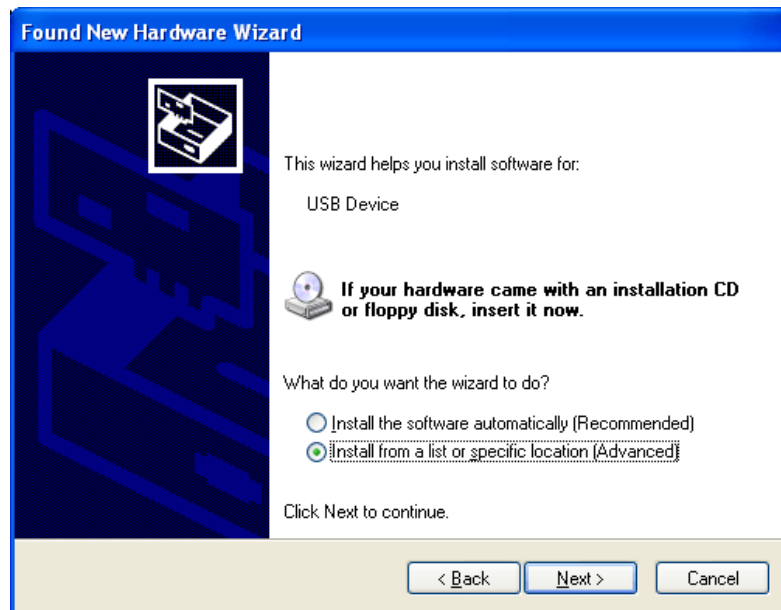 Found New Hardware Wizard
This wizard helps you install software for:
USB Device
If your hardware came with an installation CD
or floppy disk, insert it now.
What do you want the wizard to do?
Install the software automatically (Recommended)
Install from a list or specific location (Advanced)
Click Next to continue.
< Back
Next >
Cancel